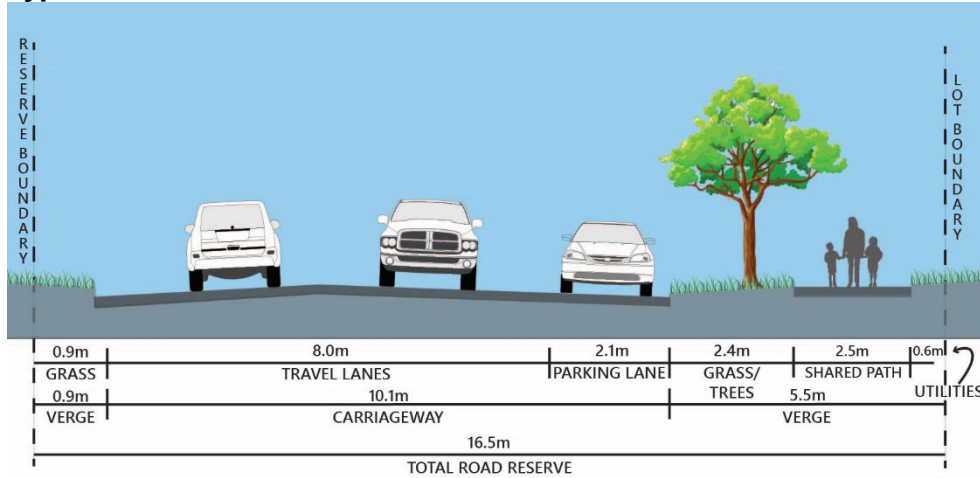 RESERVE BOUNDARY
LOT BOUNDARY
0.9m 8.0m 2.1m 2.4m 2.5m 0.6m
GRASS TRAVEL LANES PARKING LANE GRASS/ SHARED PATH UTILITIES
TREES
0.9m 10.1m 5.5m
VERGE CARRIAGEWAY VERGE
16.5m
TOTAL ROAD RESERVE